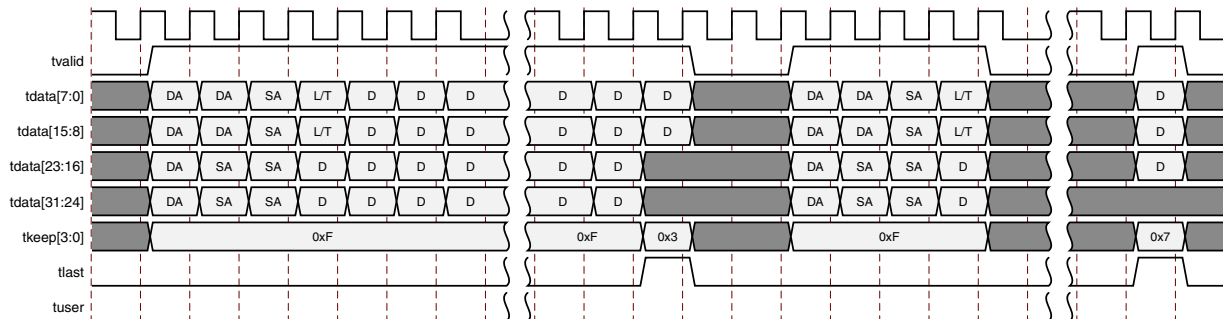 tvalid
tdata[7:0] DA DA SA L/T D D D D D D DA DA SA L/T D
tdata[15:8] DA DA SA L/T D D D D D D DA DA SA L/T D
tdata[23:16] DA SA SA D D D D D D DA SA SA D D
tdata[31:24] DA SA SA D D D D D D DA SA SA D
tkeep[3:0] 0xF 0xF 0x3 0xF 0x7
tlast
tuser